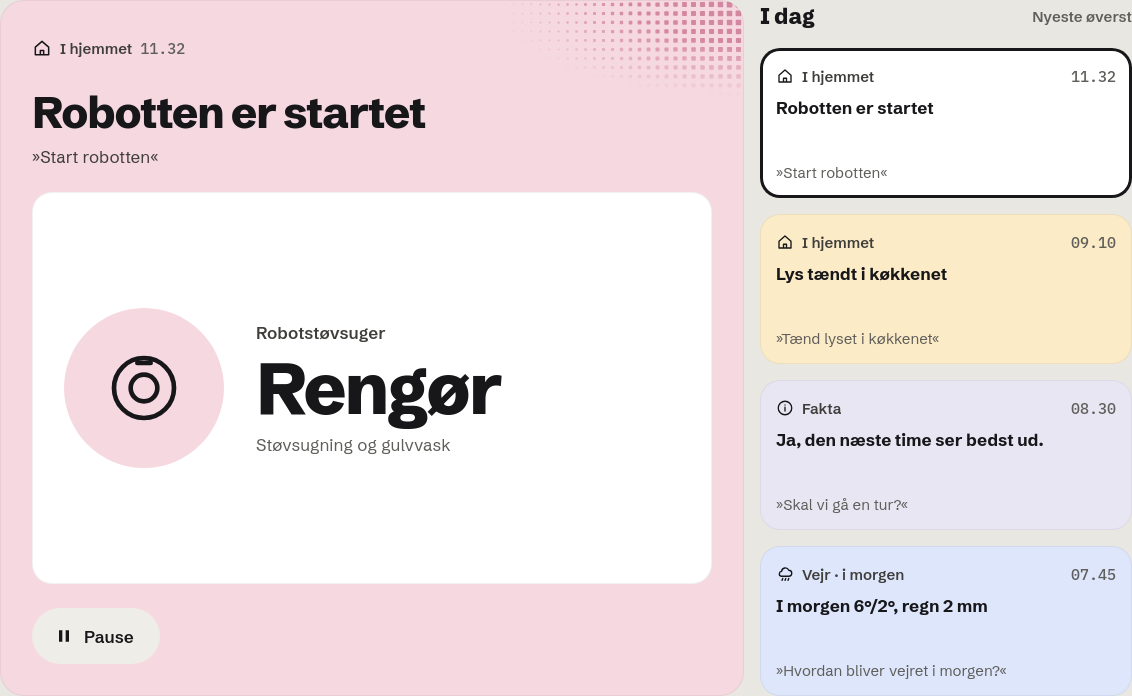 I hjemmet 11.32
Robotten er startet
»Start robotten«
Robotstøvsuger
Rengør
Støvsugning og gulvvask
Pause
I dag
Nyeste øverst
I hjemmet 11.32
Robotten er startet
»Start robotten«
I hjemmet 09.10
Lys tændt i køkkenet
»Tænd lyset i køkkenet«
Fakta 08.30
Ja, den næste time ser bedst ud.
»Skal vi gå en tur?«
Vejr · i morgen 07.45
I morgen 6°/2°, regn 2 mm
»Hvordan bliver vejret i morgen?«